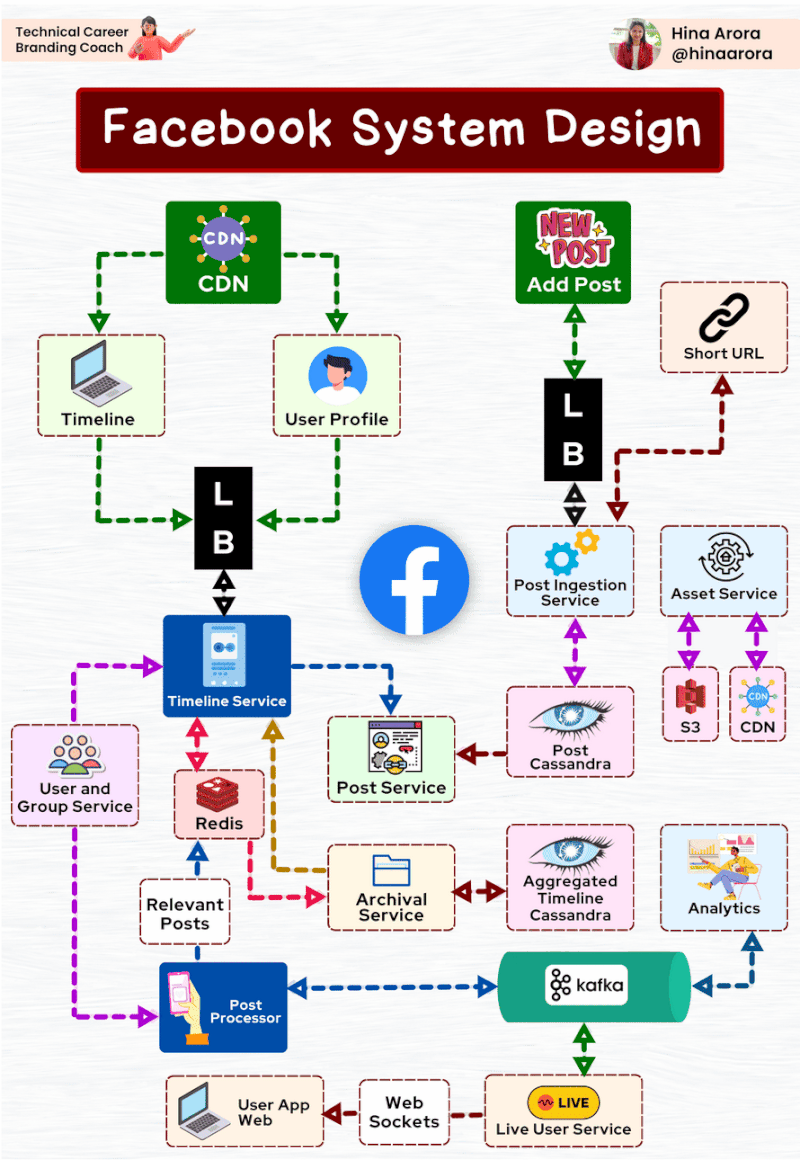 Technical Career
Branding Coach
Hina Arora
@hinaarora
Facebook System Design
CDN
CDN
NEW
POST
Add Post
Short URL
Timeline
User Profile
L
B
L
B
Post Ingestion
Service
Asset Service
Timeline Service
S3
CDN
CDN
User and
Group Service
Post Service
Post
Cassandra
Redis
Relevant
Posts
Archival
Service
Aggregated
Timeline
Cassandra
Analytics
Post
Processor
kafka
User App
Web
Web
Sockets
LIVE
Live User Service